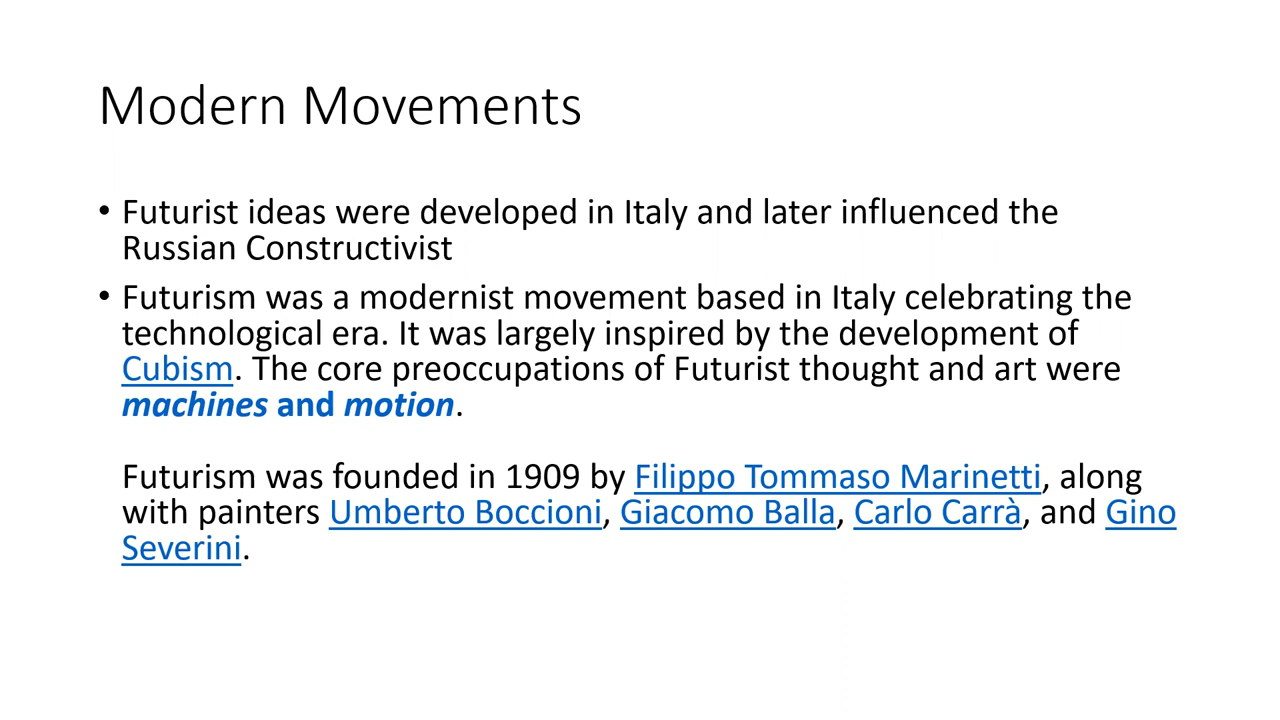 Modern Movements
• Futurist ideas were developed in Italy and later influenced the
Russian Constructivist
• Futurism was a modernist movement based in Italy celebrating the
technological era. It was largely inspired by the development of
Cubism. The core preoccupations of Futurist thought and art were
machines and motion.
Futurism was founded in 1909 by Filippo Tommaso Marinetti, along
with painters Umberto Boccioni, Giacomo Balla, Carlo Carrà, and Gino
Severini.